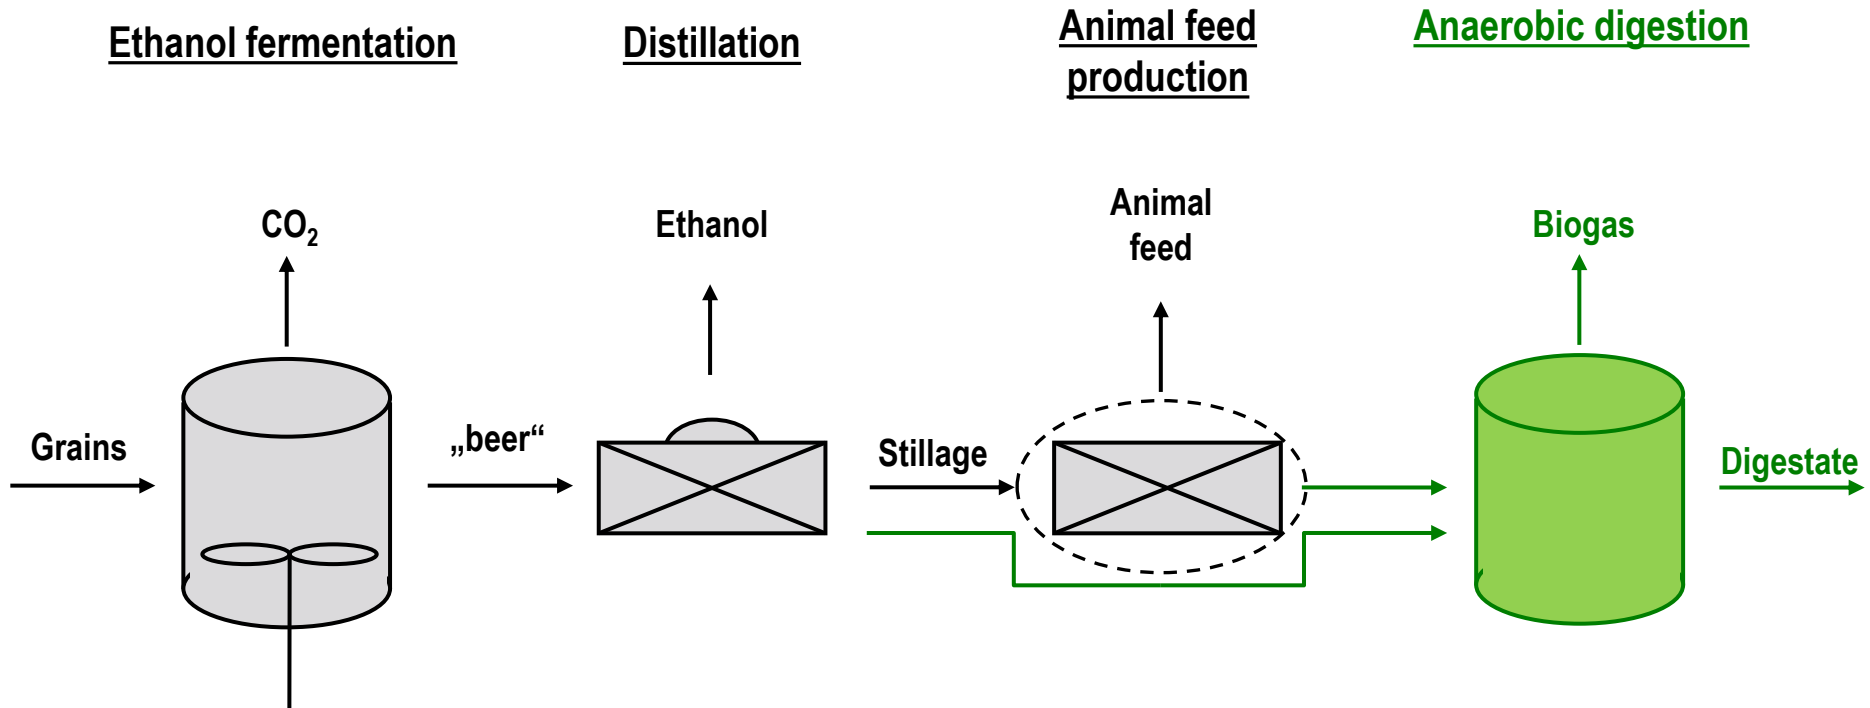 Ethanol fermentation
Distillation
Animal feed
production
Anaerobic digestion
CO₂
Ethanol
Animal
feed
Biogas
Grains
„beer“
Stillage
Digestate